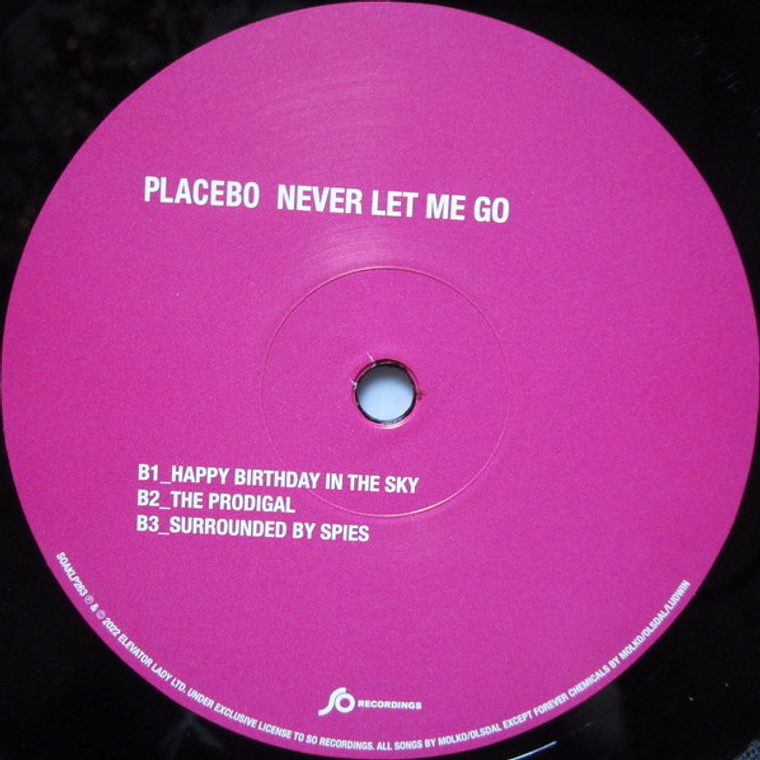 PLACEBO NEVER LET ME GO
B1_HAPPY BIRTHDAY IN THE SKY
B2_THE PRODIGAL
B3_SURROUNDED BY SPIES
SO RECORDINGS
SOAKLP263 ℗ & © 2022 ELEVATOR LADY LTD. UNDER EXCLUSIVE LICENSE TO SO RECORDINGS. ALL SONGS BY MOLKO/OLSDAL EXCEPT FOREVER CHEMICALS BY MOLKO/OLSDAL/LUDWIN